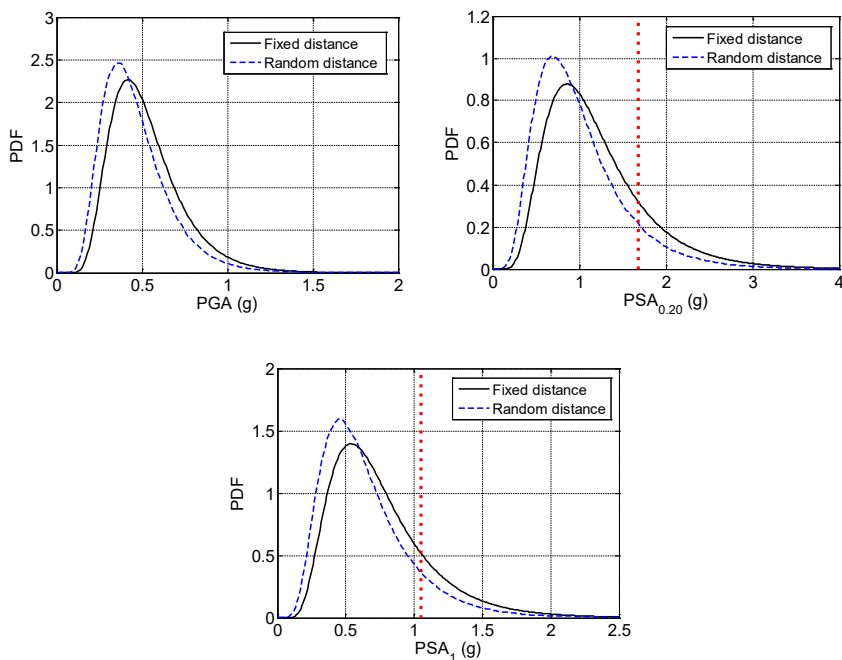 3
2.5
2
1.5
1
0.5
0
PDF
Fixed distance
Random distance
0 0.5 1 1.5 2
PGA (g)
1.2
1
0.8
0.6
0.4
0.2
0
PDF
Fixed distance
Random distance
0 1 2 3 4
PSA0.20 (g)
2
1.5
1
0.5
0
PDF
Fixed distance
Random distance
0 0.5 1 1.5 2 2.5
PSA1 (g)